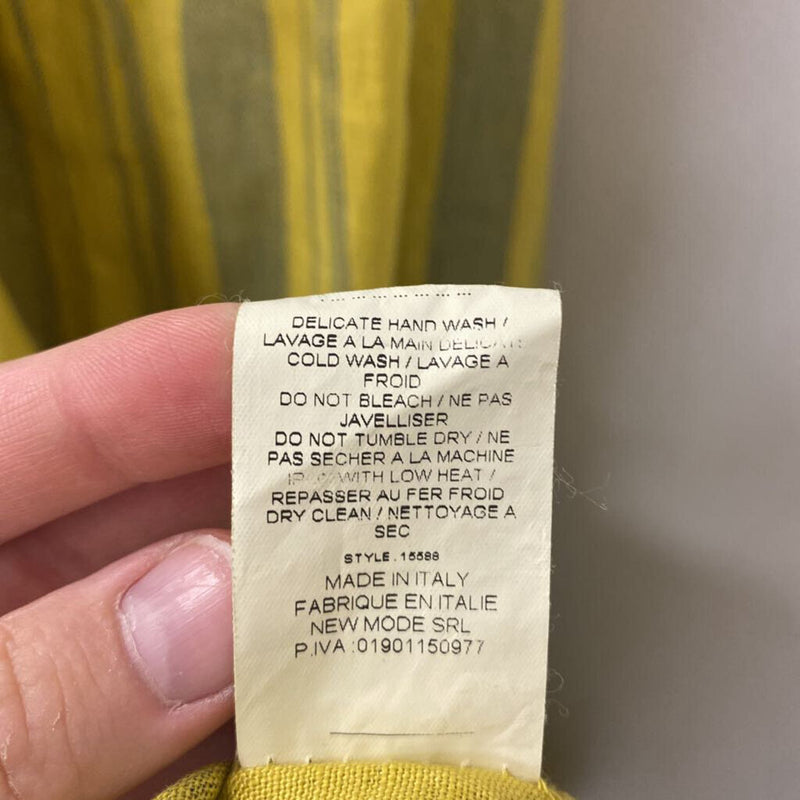 DELICATE HAND WASH /
LAVAGE A LA MAIN
COLD WASH / LAVAGE A
FROID
DO NOT BLEACH / NE PAS
JAVELLISER
DO NOT TUMBLE DRY / NE
PAS SECHER A LA MACHINE
WITH LOW HEAT /
REPASSER AU FER FROID
DRY CLEAN / NETTOYAGE A
SEC
STYLE . 15598
MADE IN ITALY
FABRIQUE EN ITALIE
NEW MODE SRL
P.IVA :01901150977